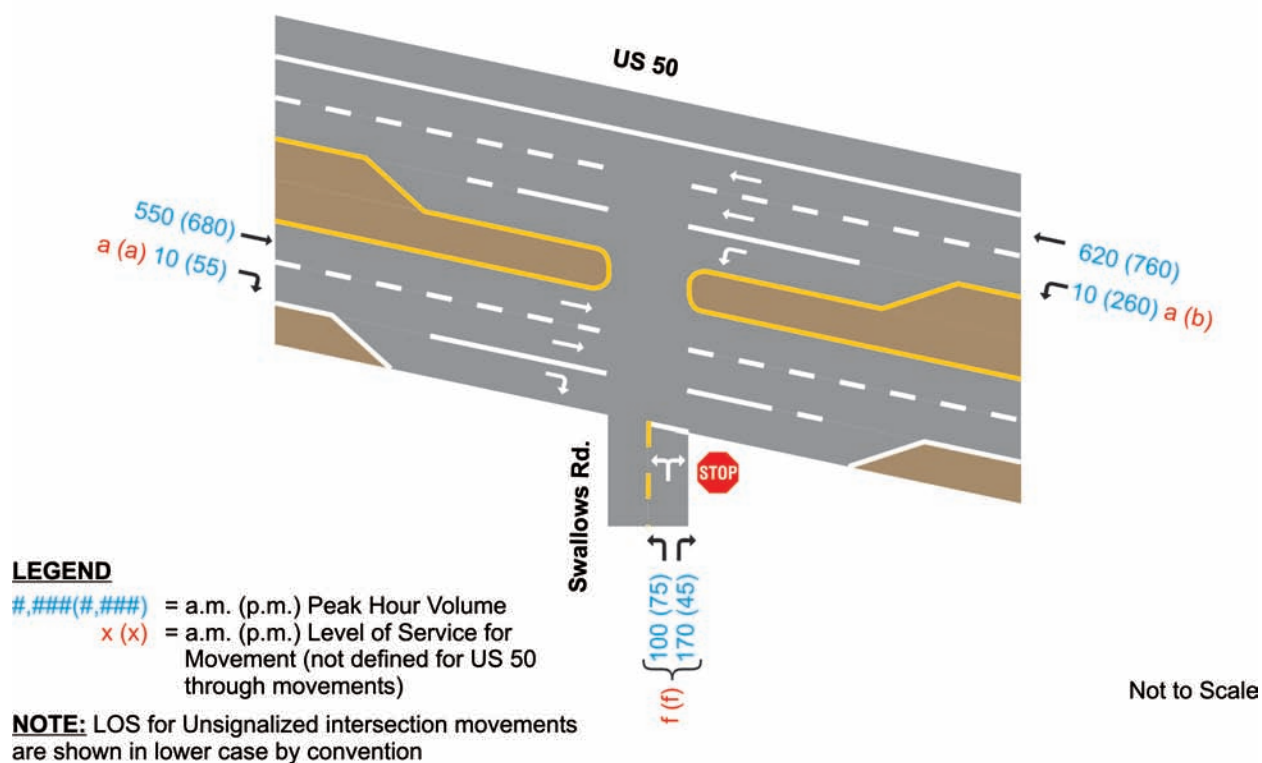 US 50
550 (680)
a (a) 10 (55)
620 (760)
10 (260) a (b)
Swallows Rd.
STOP
100 (75)
170 (45)
f (f)
LEGEND
#,###(#,###) = a.m. (p.m.) Peak Hour Volume
x (x) = a.m. (p.m.) Level of Service for
Movement (not defined for US 50
through movements)
Not to Scale
NOTE: LOS for Unsignalized intersection movements
are shown in lower case by convention